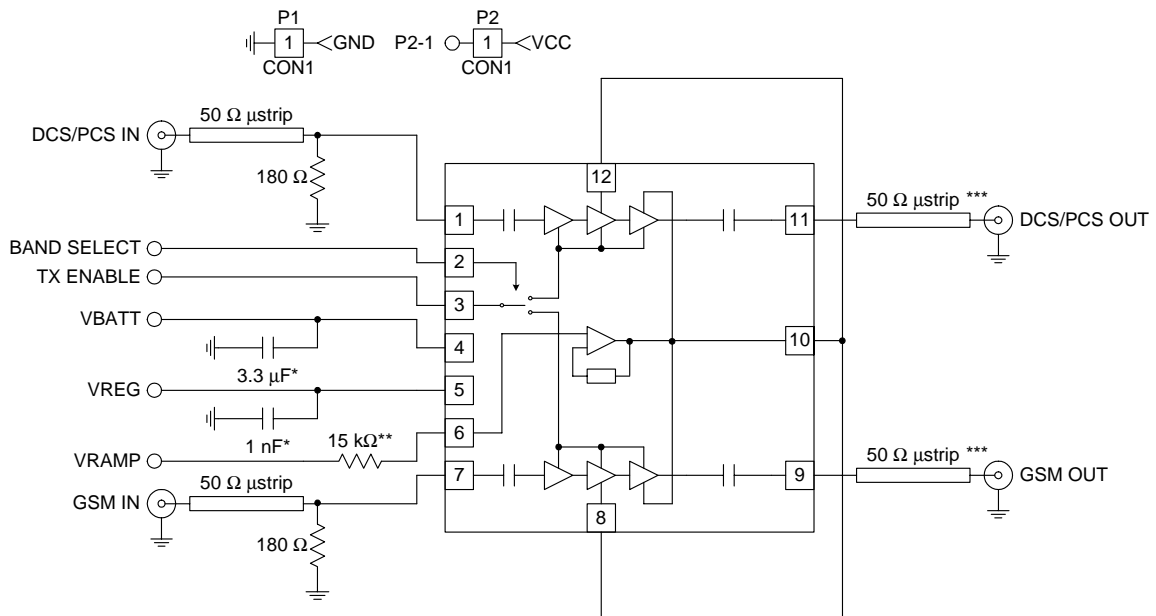 P1
1
GND
CON1
P2
P2-1
1
VCC
CON1
50 Ω μstrip
DCS/PCS IN
180 Ω
12
1
11
50 Ω μstrip ***
DCS/PCS OUT
BAND SELECT
2
TX ENABLE
3
VBATT
4
10
3.3 μF*
VREG
5
1 nF*
15 kΩ**
6
VRAMP
50 Ω μstrip
GSM IN
7
9
50 Ω μstrip ***
GSM OUT
8
180 Ω